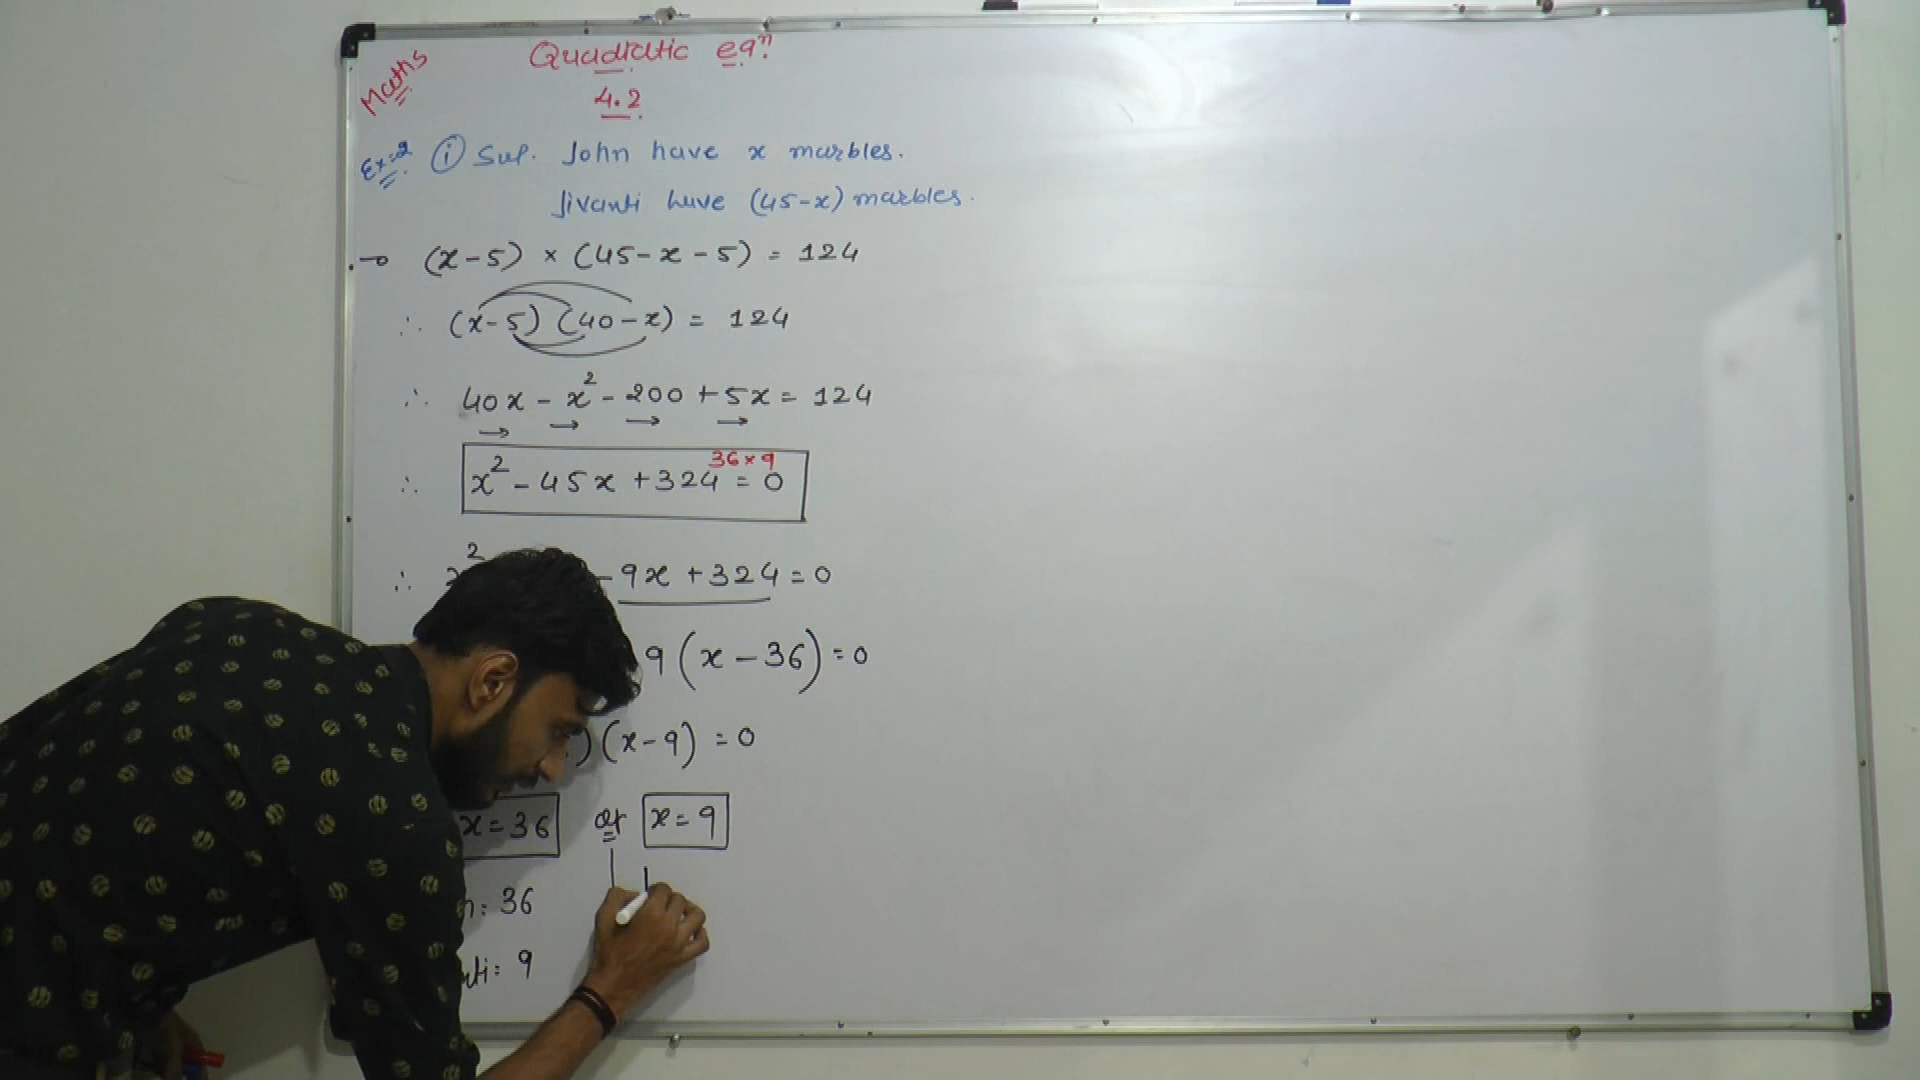 Maths
Quadratic eqⁿ.
4.2
Ex=2 (i) Sup. John have x marbles.
Jivanti have (45-x) marbles.
→ (x-5) × (45-x-5) = 124
∴ (x-5) (40-x) = 124
∴ 40x - x² - 200 + 5x = 124
36×9
∴ x² - 45x + 324 = 0
∴ x² - 9x + 324 = 0
9 (x - 36) = 0
) (x-9) = 0
x = 36 or x = 9
: 36
: 9